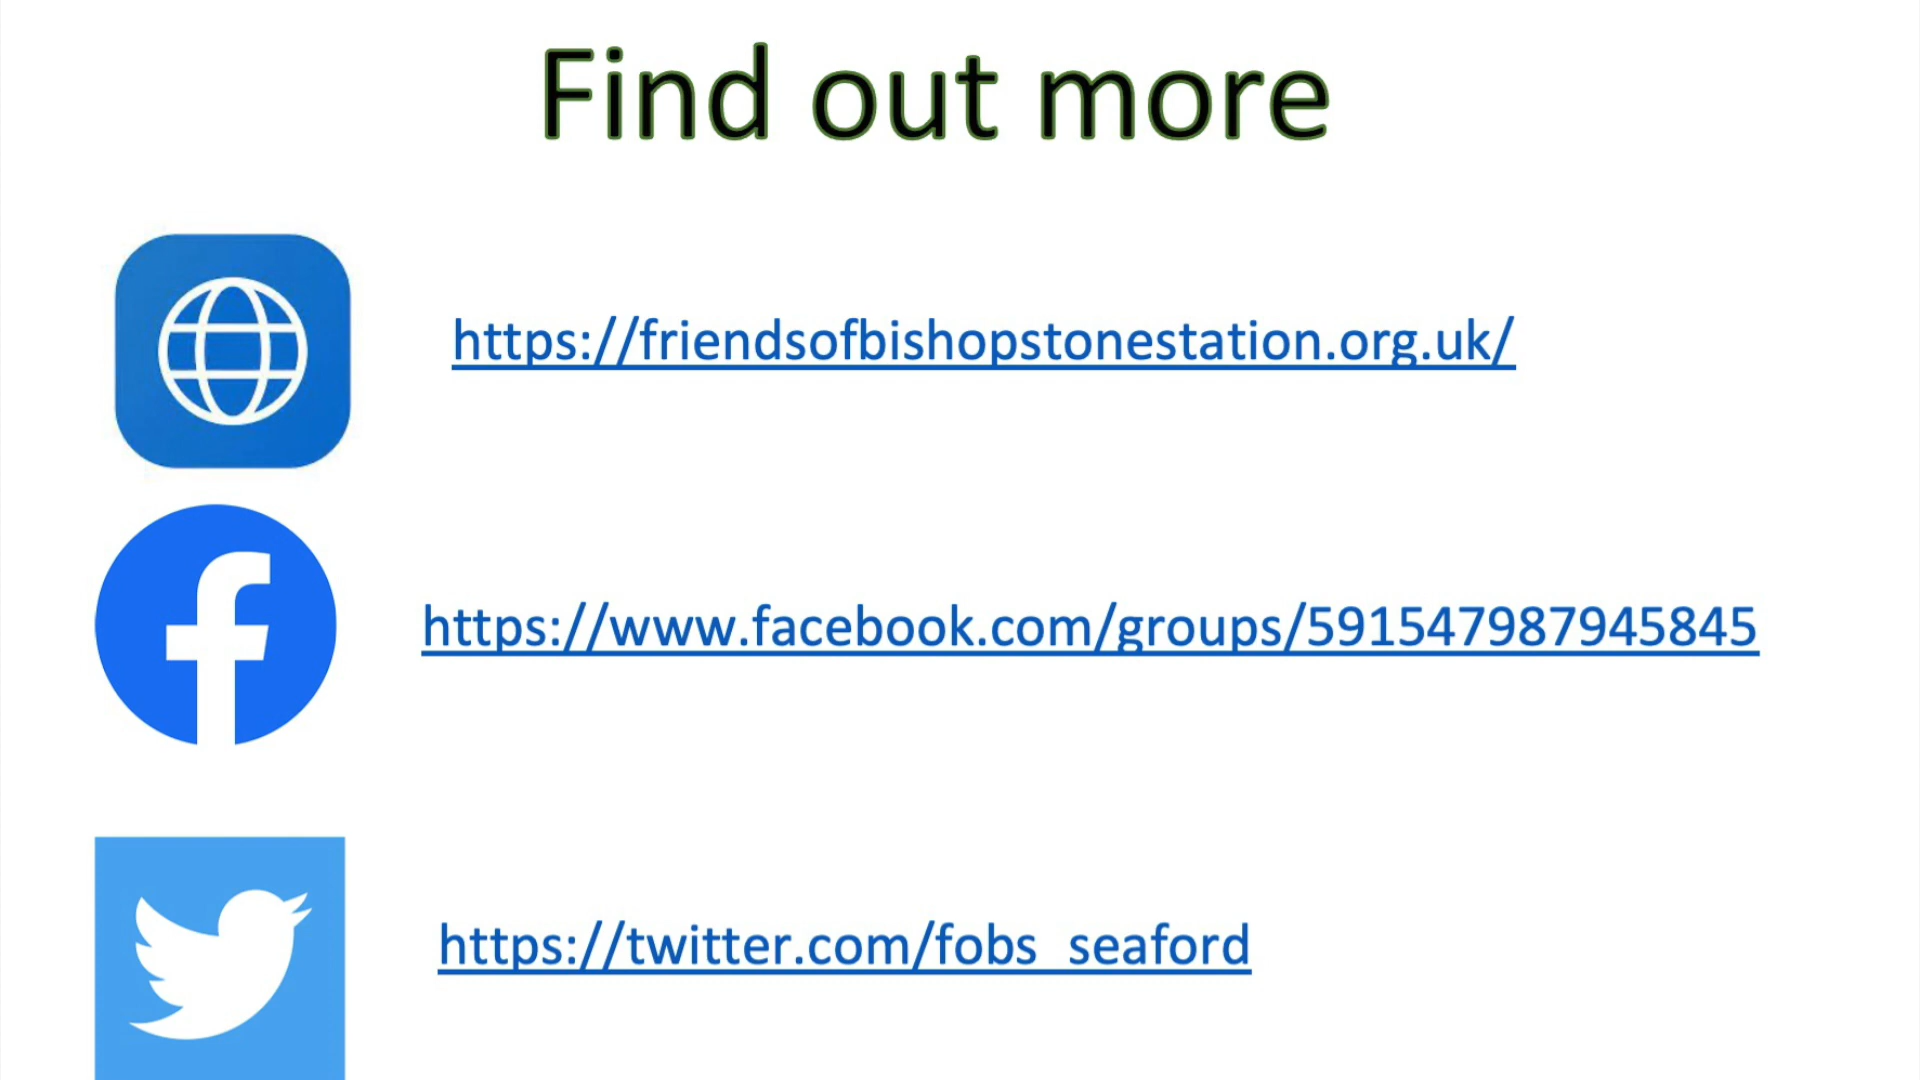 Find out more
https://friendsofbishopstonestation.org.uk/
https://www.facebook.com/groups/591547987945845
https://twitter.com/fobs_seaford